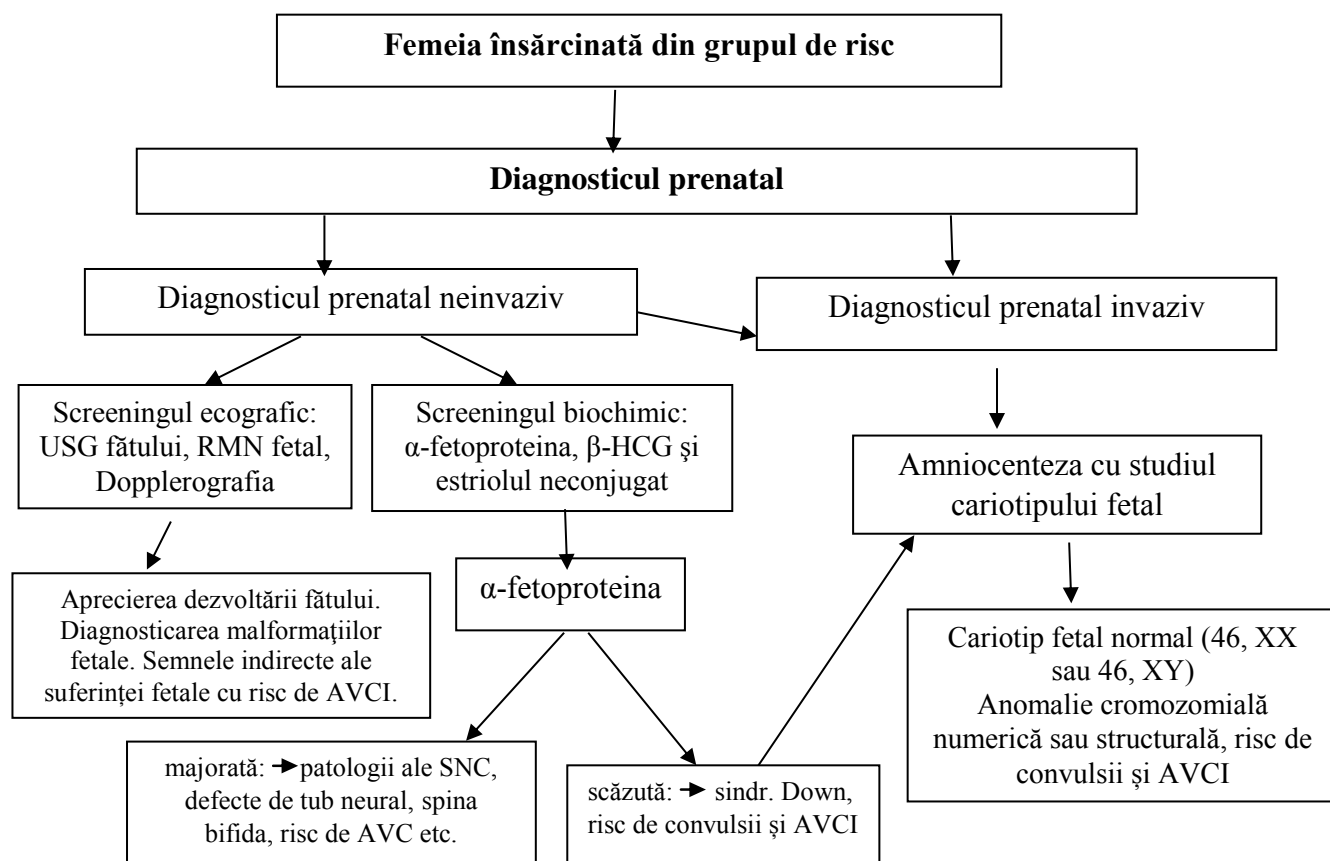 Femeia însărcinată din grupul de risc
Diagnosticul prenatal
Diagnosticul prenatal neinvaziv
Diagnosticul prenatal invaziv
Screeningul ecografic:
USG fătului, RMN fetal,
Dopplerografia
Screeningul biochimic:
α-fetoproteina, β-HCG şi
estriolul neconjugat
Amniocenteza cu studiul
cariotipului fetal
Aprecierea dezvoltării fătului.
Diagnosticarea malformaţiilor
fetale. Semnele indirecte ale
suferinței fetale cu risc de AVCI.
α-fetoproteina
Cariotip fetal normal (46, XX
sau 46, XY)
Anomalie cromozomială
numerică sau structurală, risc de
convulsii și AVCI
majorată: → patologii ale SNC,
defecte de tub neural, spina
bifida, risc de AVC etc.
scăzută: → sindr. Down,
risc de convulsii și AVCI